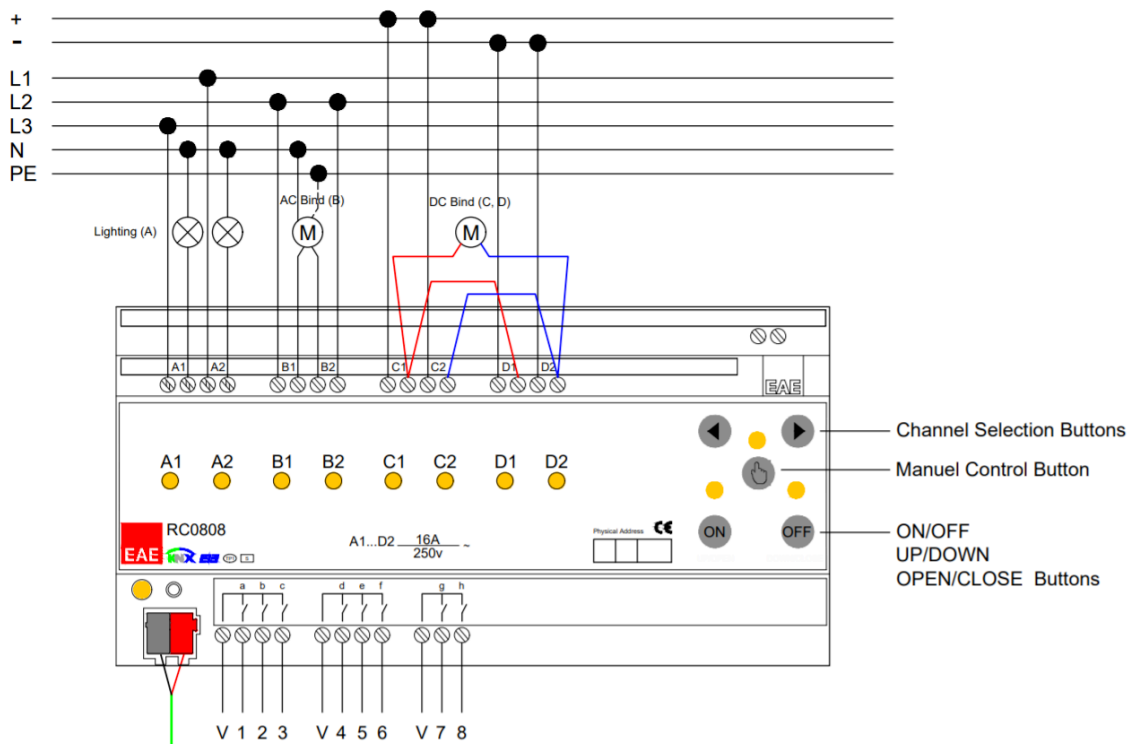 +
-
L1
L2
L3
N
PE
Lighting (A)
AC Bind (B)
DC Bind (C, D)
M
M
A1 A2 B1 B2 C1 C2 D1 D2
EAE
A1 A2 B1 B2 C1 C2 D1 D2
Channel Selection Buttons
Manuel Control Button
ON OFF
ON/OFF
UP/DOWN
OPEN/CLOSE Buttons
EAE
RC0808
KNX
A1...D2 16A
250v ~
Physical Address CE
a b c d e f g h
V 1 2 3 V 4 5 6 V 7 8